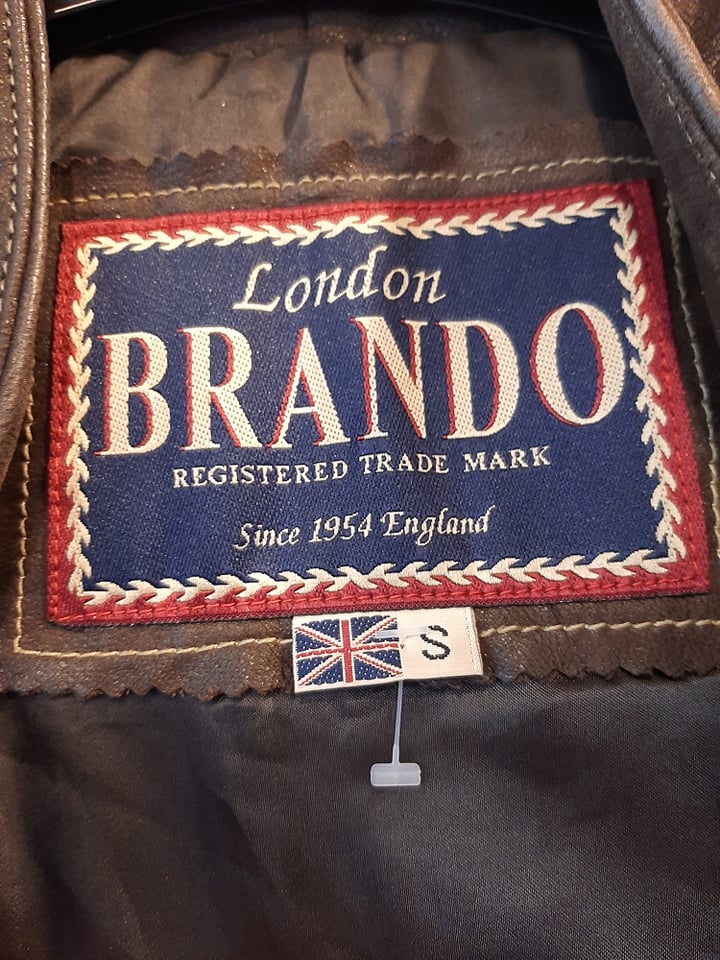 London
BRANDO
REGISTERED TRADE MARK
Since 1954 England
S